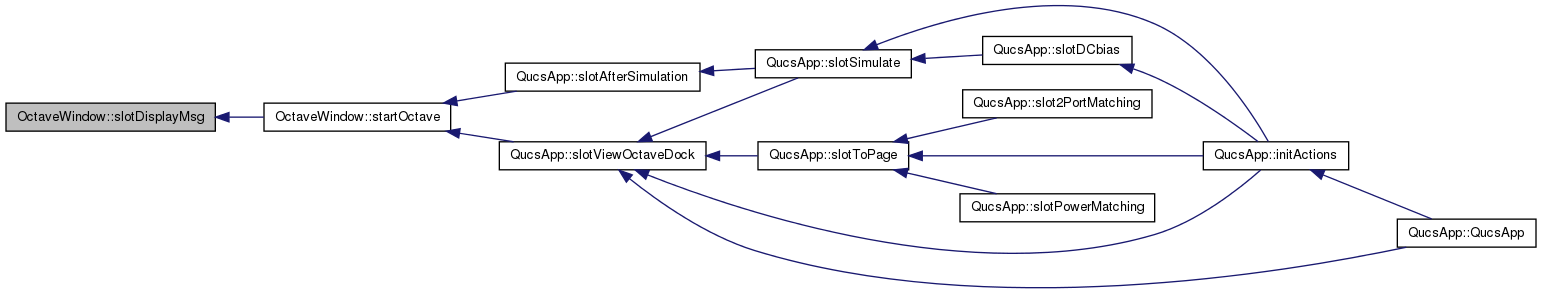 OctaveWindow::slotDisplayMsg
OctaveWindow::startOctave
QucsApp::slotAfterSimulation
QucsApp::slotViewOctaveDock
QucsApp::slotSimulate
QucsApp::slotToPage
QucsApp::slotDCbias
QucsApp::slot2PortMatching
QucsApp::slotPowerMatching
QucsApp::initActions
QucsApp::QucsApp